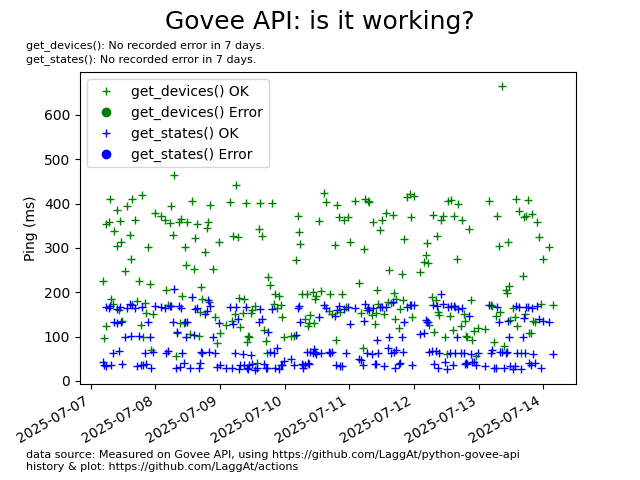 Govee API: is it working?
get_devices(): No recorded error in 7 days.
get_states(): No recorded error in 7 days.
get_devices() OK
get_devices() Error
get_states() OK
get_states() Error
Ping (ms)
600
500
400
300
200
100
0
2025-07-07
2025-07-08
2025-07-09
2025-07-10
2025-07-11
2025-07-12
2025-07-13
2025-07-14
data source: Measured on Govee API, using https://github.com/LaggAt/python-govee-api
history & plot: https://github.com/LaggAt/actions